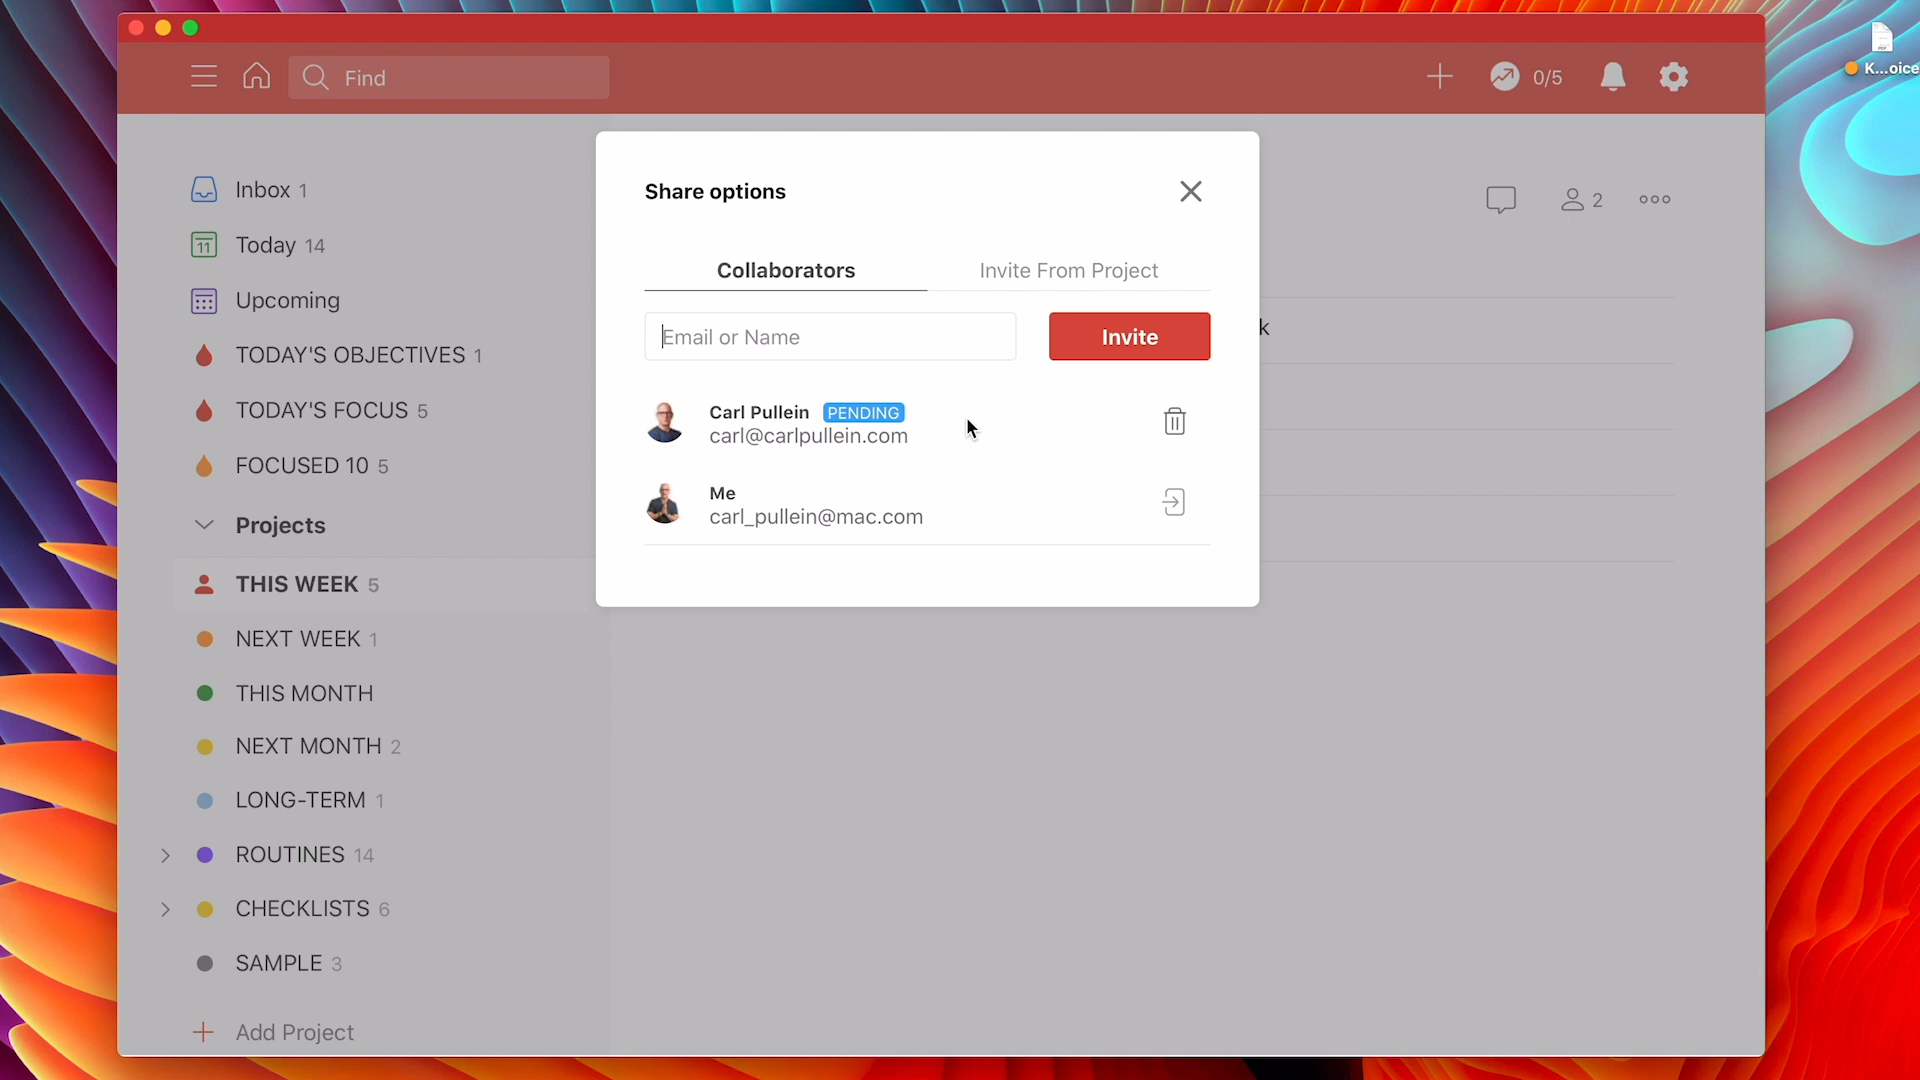 Find
0/5
K...oice
Inbox 1
11 Today 14
Upcoming
TODAY'S OBJECTIVES 1
TODAY'S FOCUS 5
FOCUSED 10 5
Projects
THIS WEEK 5
NEXT WEEK 1
THIS MONTH
NEXT MONTH 2
LONG-TERM 1
ROUTINES 14
CHECKLISTS 6
SAMPLE 3
Add Project
2
k
Share options
Collaborators
Invite From Project
Email or Name
Invite
Carl Pullein PENDING
carl@carlpullein.com
Me
carl_pullein@mac.com